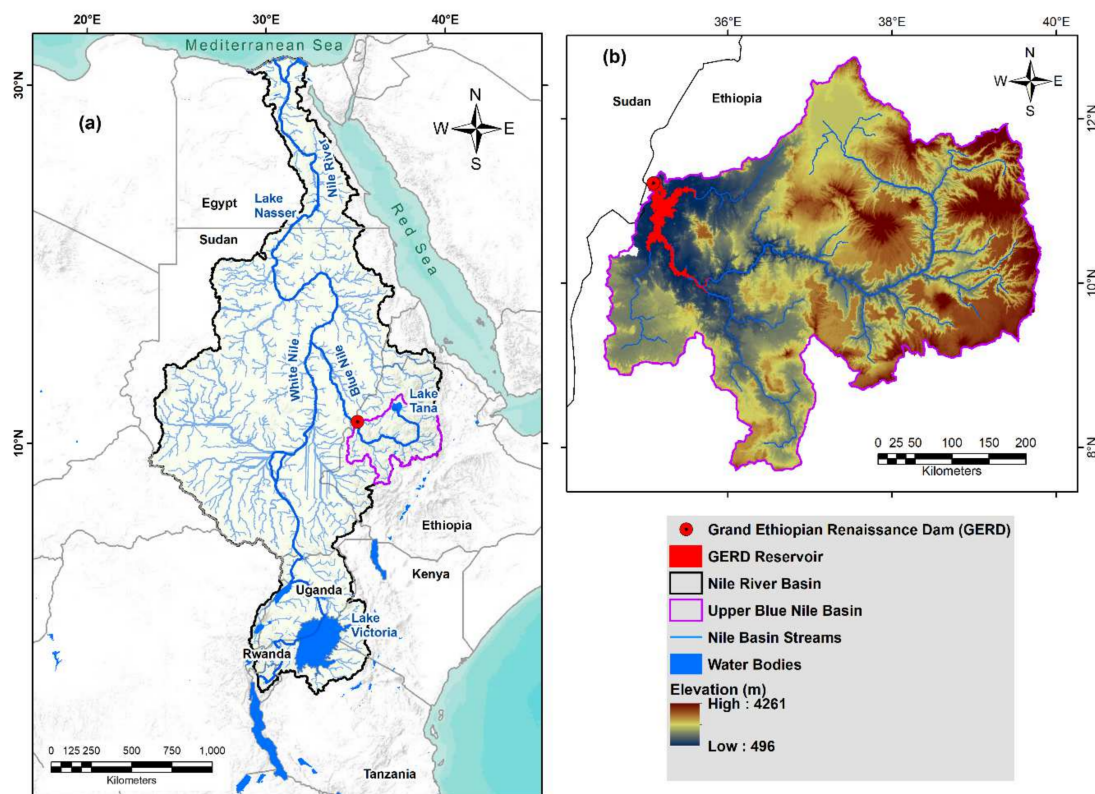 20°E
30°E
40°E
Mediterranean Sea
30°N
(a)
N
W
E
S
Nile River
Lake
Nasser
Egypt
Sudan
Red Sea
White Nile
Blue Nile
Lake
Tana
10°N
Ethiopia
Kenya
Uganda
Lake
Victoria
Rwanda
Tanzania
0 125 250 500 750 1,000
Kilometers
36°E
38°E
40°E
(b)
Sudan
Ethiopia
N
W
E
S
12°N
10°N
8°N
0 25 50 100 150 200
Kilometers
Grand Ethiopian Renaissance Dam (GERD)
GERD Reservoir
Nile River Basin
Upper Blue Nile Basin
Nile Basin Streams
Water Bodies
Elevation (m)
High : 4261
Low : 496